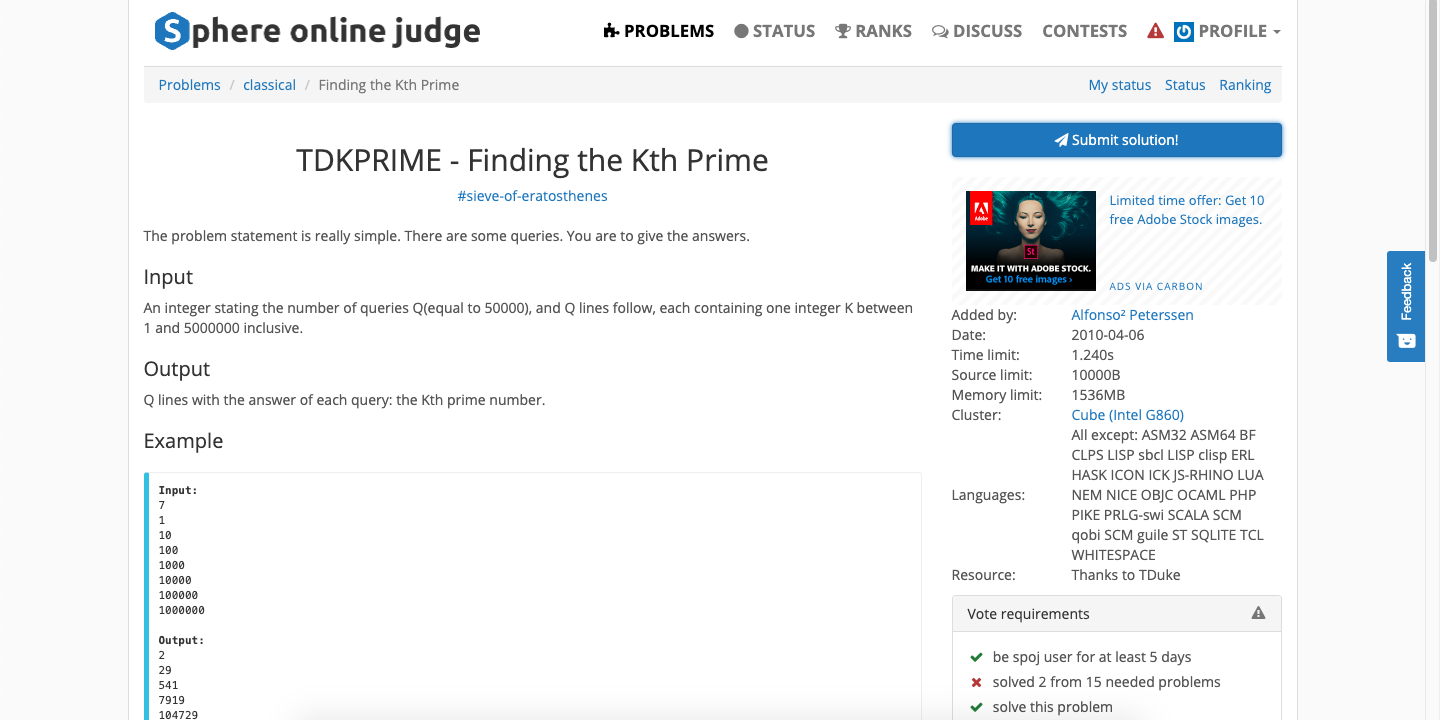 Sphere online judge
PROBLEMS STATUS RANKS DISCUSS CONTESTS PROFILE
Problems / classical / Finding the Kth Prime
My status Status Ranking
TDKPRIME - Finding the Kth Prime
#sieve-of-eratosthenes
The problem statement is really simple. There are some queries. You are to give the answers.
Input
An integer stating the number of queries Q(equal to 50000), and Q lines follow, each containing one integer K between
1 and 5000000 inclusive.
Output
Q lines with the answer of each query: the Kth prime number.
Example
Input:
7
1
10
100
1000
10000
100000
1000000
Output:
2
29
541
7919
104729
Submit solution!
Adobe
St
MAKE IT WITH ADOBE STOCK.
Get 10 free images ›
Limited time offer: Get 10
free Adobe Stock images.
ADS VIA CARBON
Added by: Alfonso² Peterssen
Date: 2010-04-06
Time limit: 1.240s
Source limit: 10000B
Memory limit: 1536MB
Cluster: Cube (Intel G860)
All except: ASM32 ASM64 BF
CLPS LISP sbcl LISP clisp ERL
HASK ICON ICK JS-RHINO LUA
Languages: NEM NICE OBJC OCAML PHP
PIKE PRLG-swi SCALA SCM
qobi SCM guile ST SQLITE TCL
WHITESPACE
Resource: Thanks to TDuke
Vote requirements
be spoj user for at least 5 days
solved 2 from 15 needed problems
solve this problem
Feedback